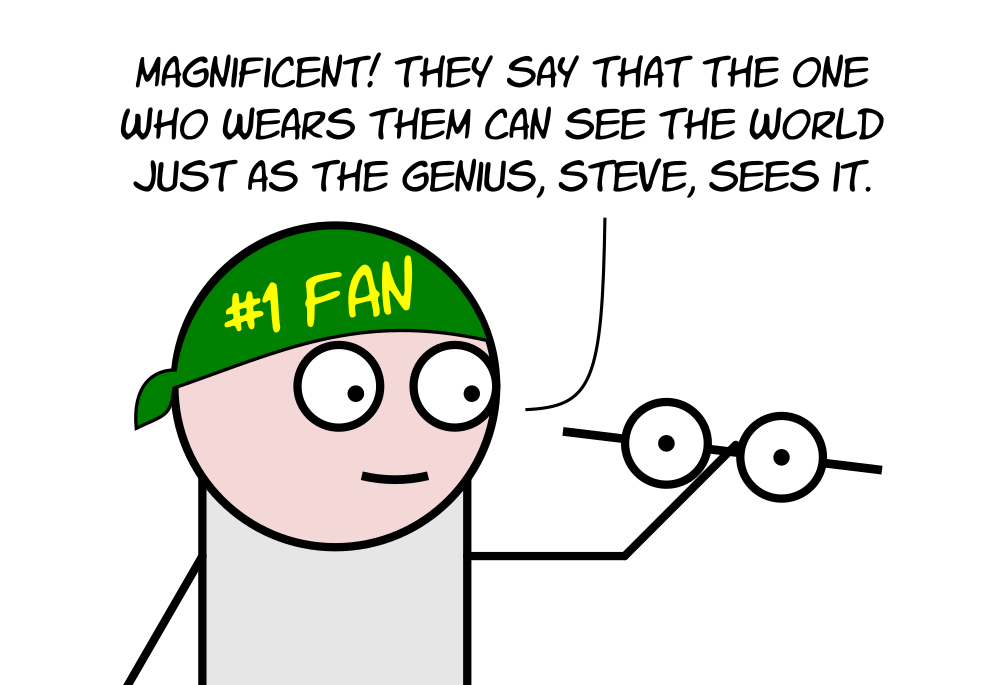 MAGNIFICENT! THEY SAY THAT THE ONE
WHO WEARS THEM CAN SEE THE WORLD
JUST AS THE GENIUS, STEVE, SEES IT.
#1 FAN